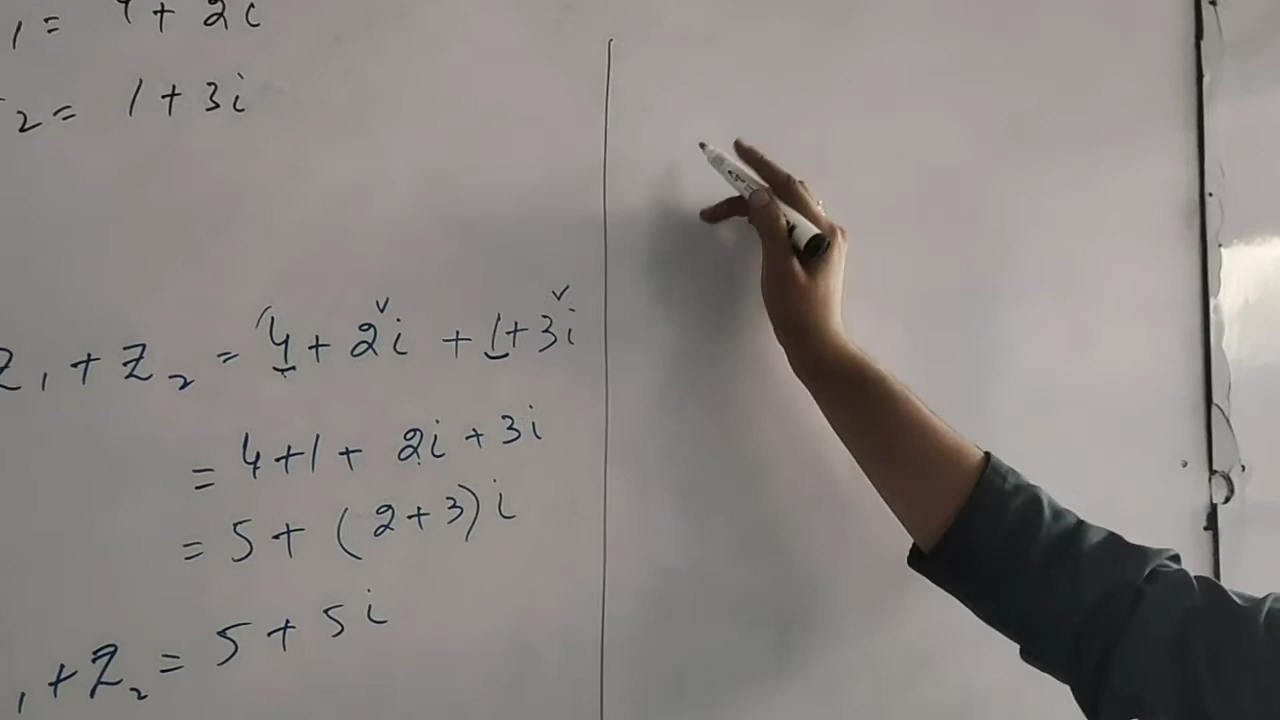 1 = 4 + 2i
2 = 1 + 3i
Z1 + Z2 = 4 + 2i + 1 + 3i
= 4 + 1 + 2i + 3i
= 5 + (2 + 3)i
1 + Z2 = 5 + 5i